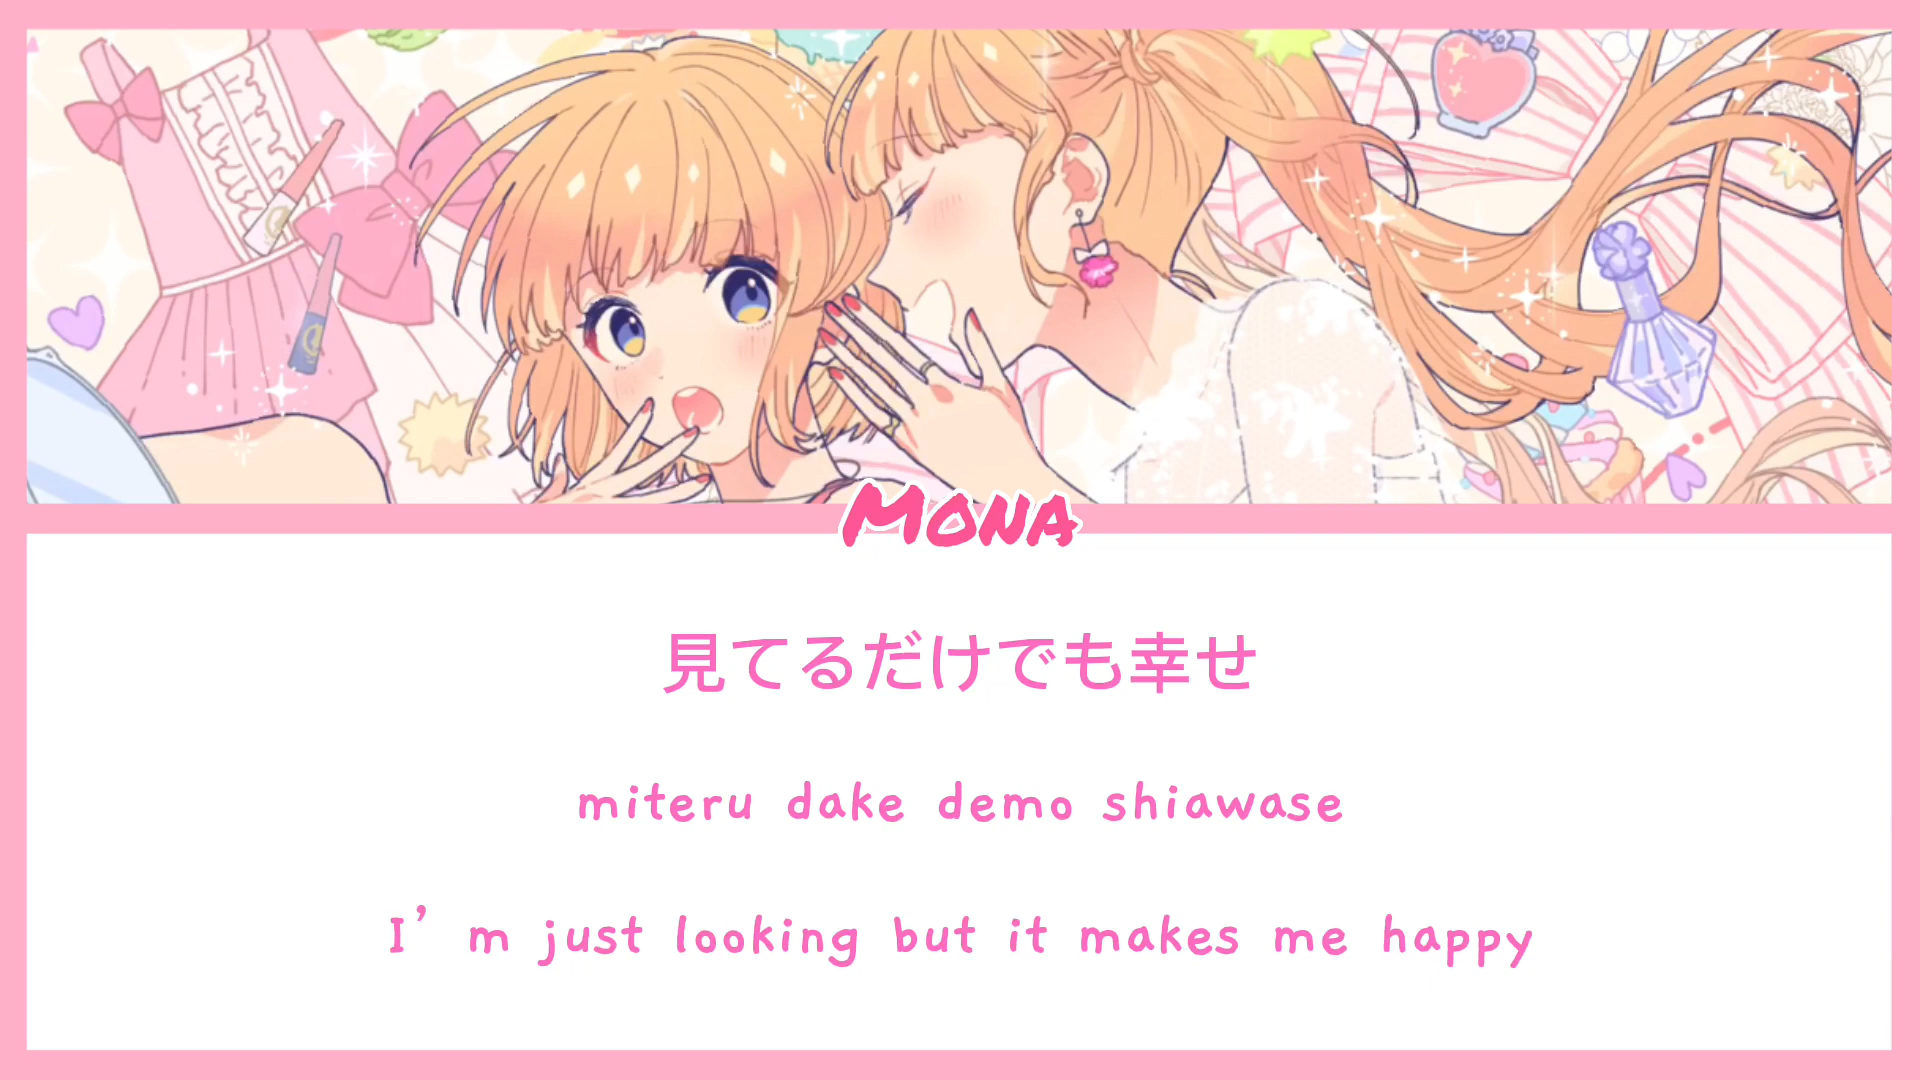 Mona
見てるだけでも幸せ
miteru dake demo shiawase
I’m just looking but it makes me happy